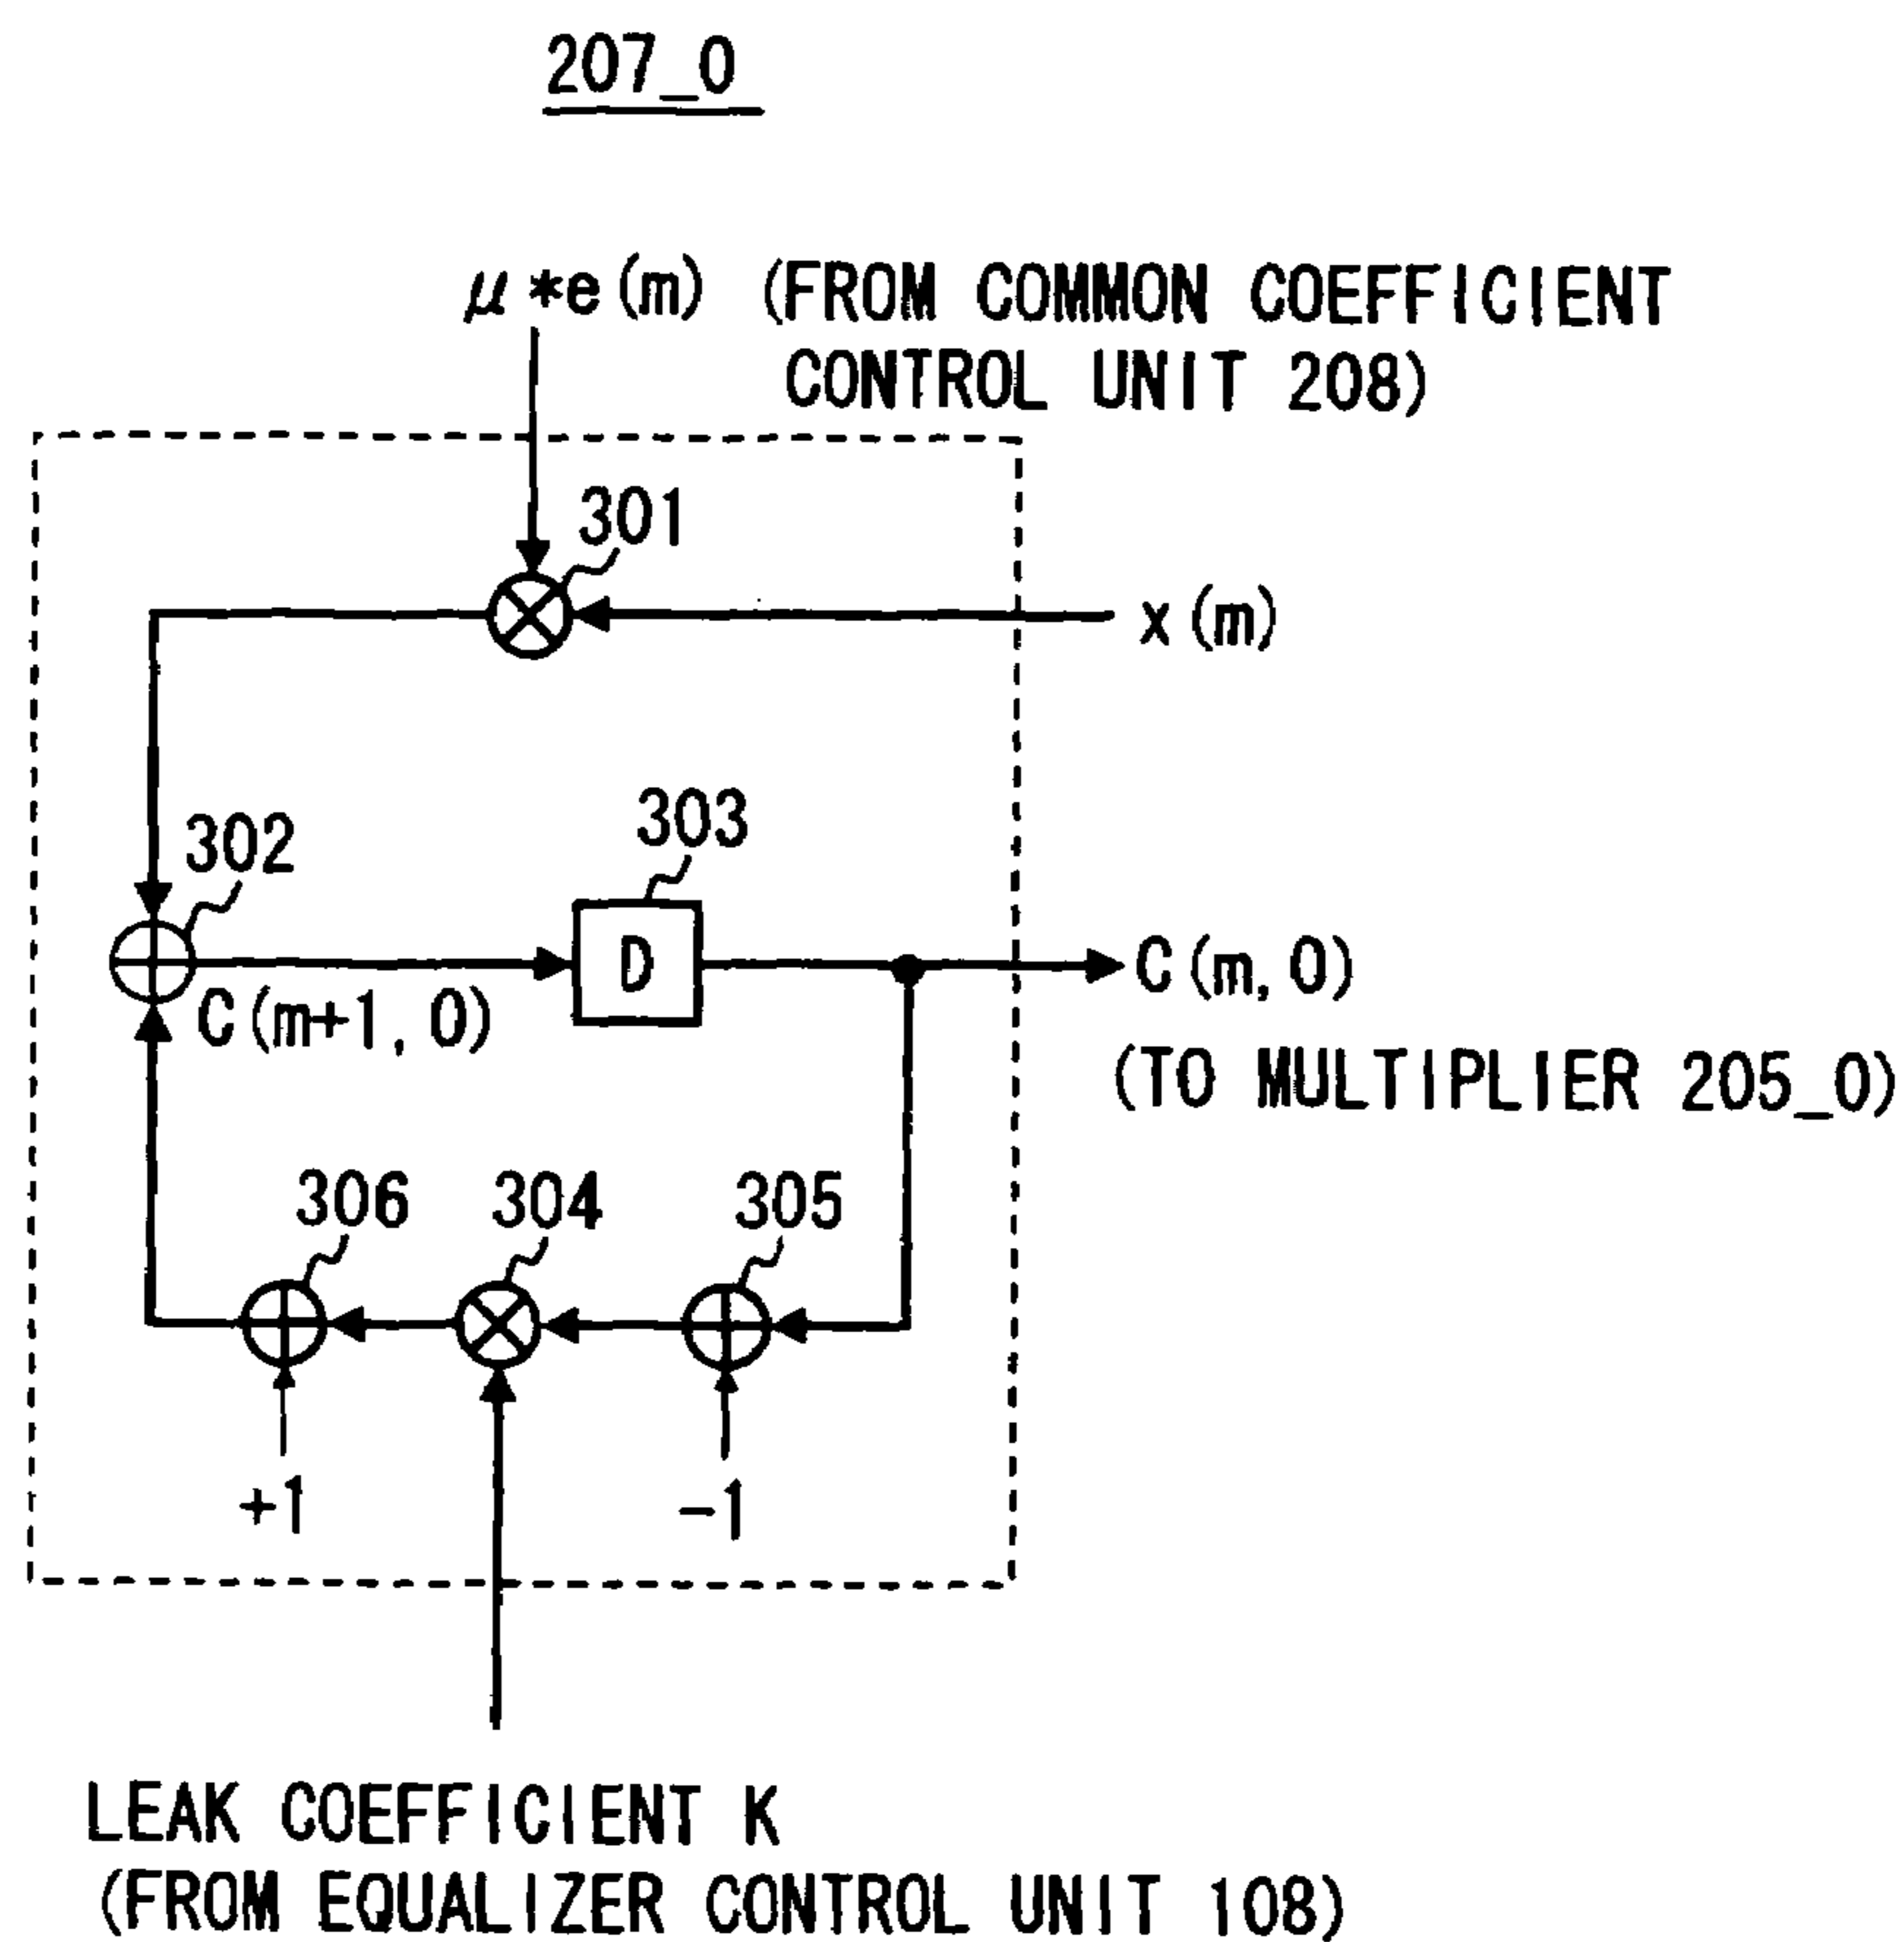 207_0
μ*e(m) (FROM COMMON COEFFICIENT
CONTROL UNIT 208)
301
x(m)
302
303
D
C(m+1, 0)
C(m, 0)
(TO MULTIPLIER 205_0)
306
304
305
+1
-1
LEAK COEFFICIENT K
(FROM EQUALIZER CONTROL UNIT 108)